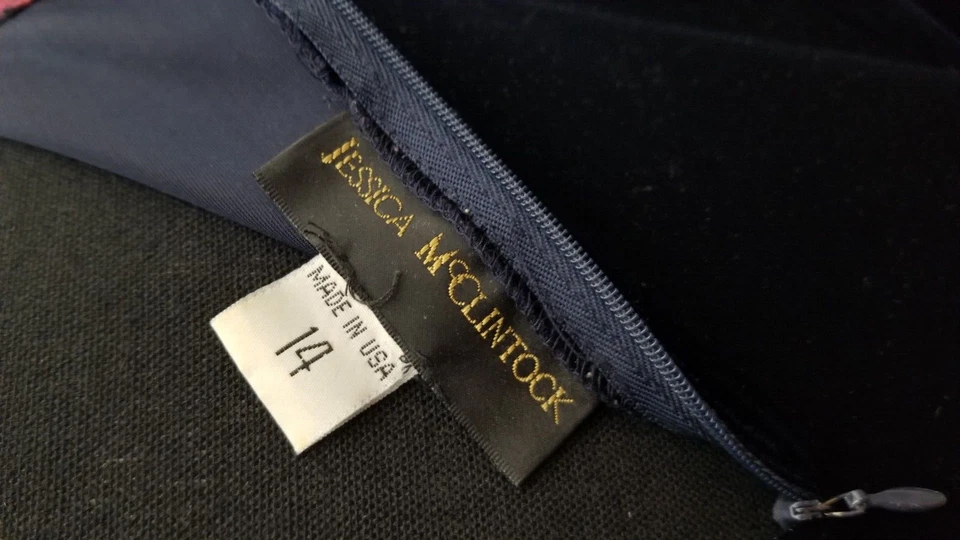 JESSICA McCLINTOCK
MADE IN USA
14